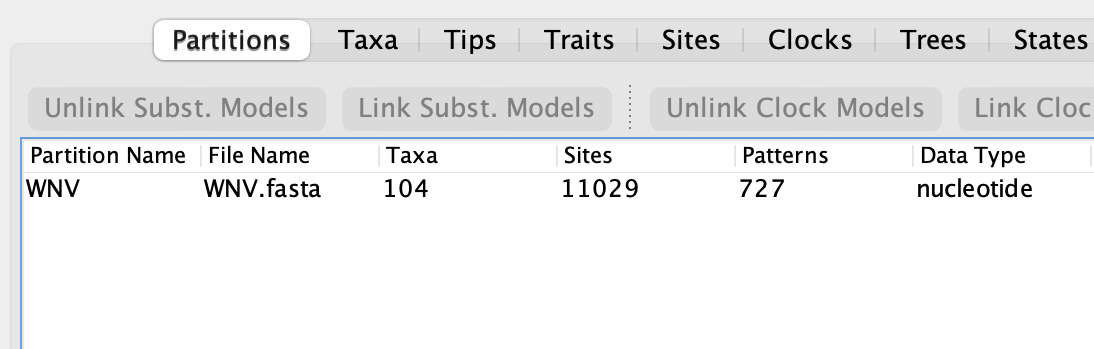 Partitions Taxa Tips Traits Sites Clocks Trees States
Unlink Subst. Models Link Subst. Models Unlink Clock Models Link Cloc
Partition Name File Name Taxa Sites Patterns Data Type
WNV WNV.fasta 104 11029 727 nucleotide